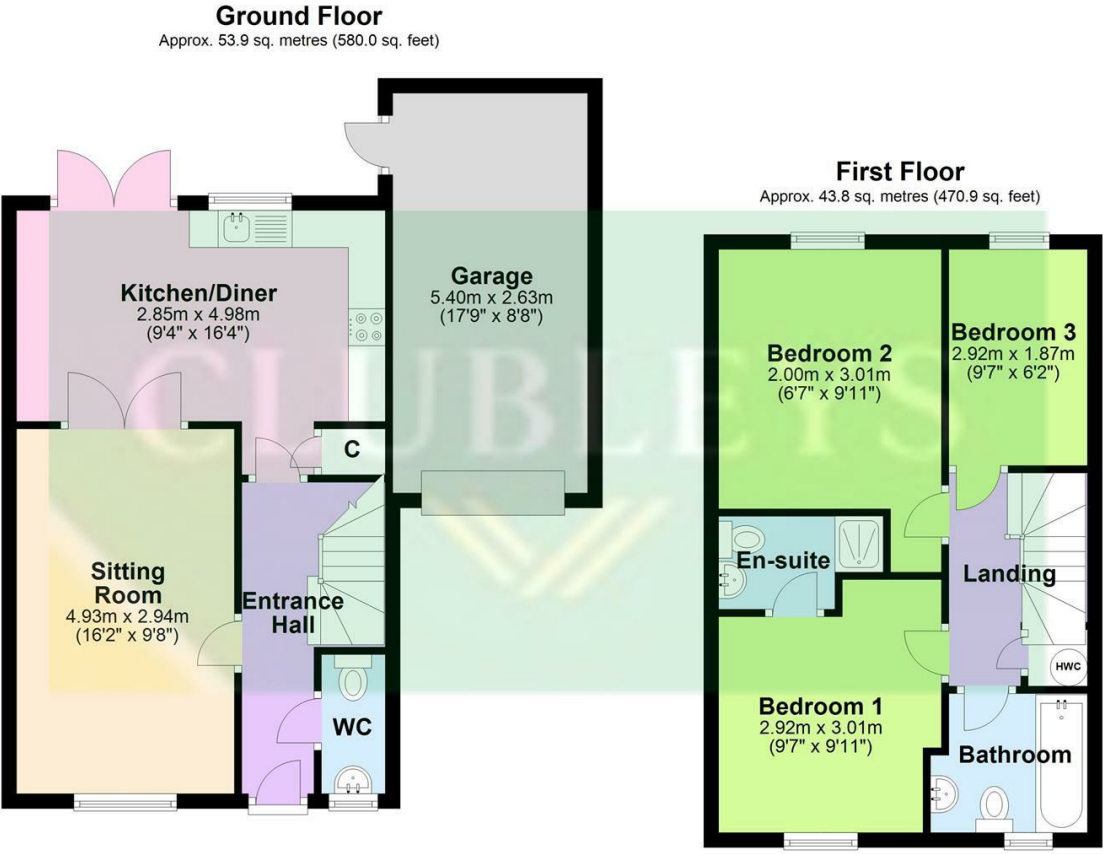 Ground Floor
Approx. 53.9 sq. metres (580.0 sq. feet)
Kitchen/Diner
2.85m x 4.98m
(9'4" x 16'4")
Garage
5.40m x 2.63m
(17'9" x 8'8")
C
Sitting
Room
4.93m x 2.94m
(16'2" x 9'8")
Entrance
Hall
WC
First Floor
Approx. 43.8 sq. metres (470.9 sq. feet)
Bedroom 2
2.00m x 3.01m
(6'7" x 9'11")
Bedroom 3
2.92m x 1.87m
(9'7" x 6'2")
En-suite
Landing
HWC
Bedroom 1
2.92m x 3.01m
(9'7" x 9'11")
Bathroom
CLUBLEYS